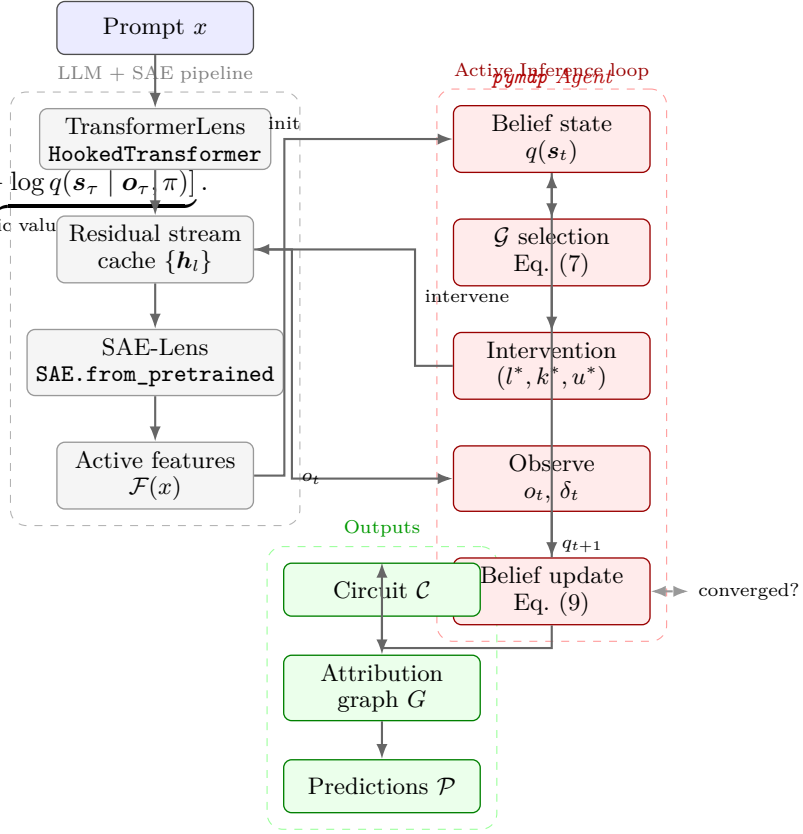 Prompt x
LLM + SAE pipeline
TransformerLens
HookedTransformer
log q(s_τ | o_τ, π)] .
Residual stream
cache {h_l}
SAE-Lens
SAE.from_pretrained
Active features
F(x)
init
intervene
o_t
Active Inference loop
pymdp Agent
Belief state
q(s_t)
G selection
Eq. (7)
Intervention
(l*, k*, u*)
Observe
o_t, δ_t
q_{t+1}
Belief update
Eq. (9)
converged?
Outputs
Circuit C
Attribution
graph G
Predictions P